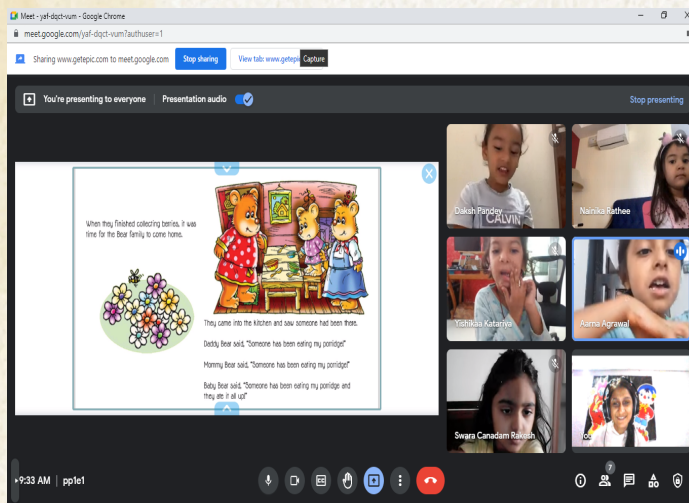 Meet - yaf-dqct-vum - Google Chrome
meet.google.com/yaf-dqct-vum?authuser=1
Sharing www.getepic.com to meet.google.com
Stop sharing
View tab: www.getepi
Capture
You're presenting to everyone
Presentation audio
Stop presenting
When they finished collecting berries, it was
time for the Bear family to come home.
They came into the kitchen and saw someone had been there.
Daddy Bear said, "Someone has been eating my porridge!"
Mommy Bear said, "Someone has been eating my porridge!"
Baby Bear said, "Someone has been eating my porridge and
they ate it all up!"
CALVIN
Daksh Pandey
Nainika Rathee
Yishikaa Katariya
Aarna Agrawal
Swara Canadam Rakesh
9:33 AM | pp1e1
7